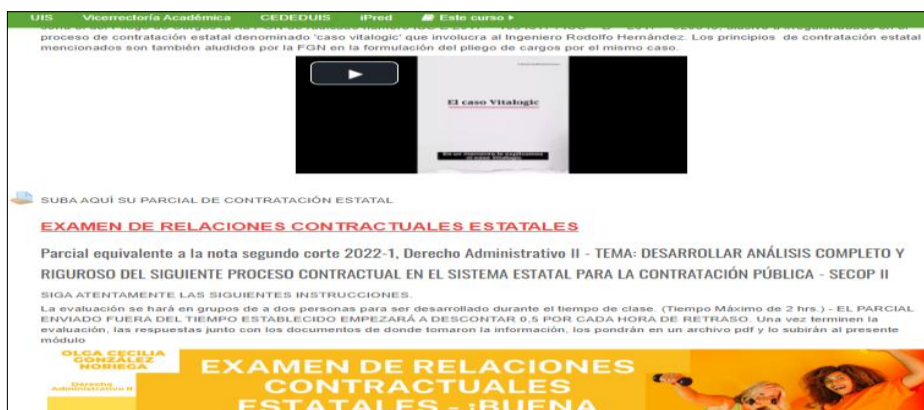 UIS Vicerrectoría Académica CEDEDUIS iPred Este curso
proceso de contratación estatal denominado 'caso vitalogic' que involucra al Ingeniero Rodolfo Hernández. Los principios de contratación estatal
mencionados son también aludidos por la FGN en la formulación del pliego de cargos por el mismo caso.
El caso Vitalogic
SUBA AQUÍ SU PARCIAL DE CONTRATACIÓN ESTATAL
EXAMEN DE RELACIONES CONTRACTUALES ESTATALES
Parcial equivalente a la nota segundo corte 2022-1, Derecho Administrativo II - TEMA: DESARROLLAR ANÁLISIS COMPLETO Y
RIGUROSO DEL SIGUIENTE PROCESO CONTRACTUAL EN EL SISTEMA ESTATAL PARA LA CONTRATACIÓN PÚBLICA - SECOP II
SIGA ATENTAMENTE LAS SIGUIENTES INSTRUCCIONES.
La evaluación se hará en grupos de a dos personas para ser desarrollado durante el tiempo de clase. (Tiempo Máximo de 2 hrs.) - EL PARCIAL
ENVIADO FUERA DEL TIEMPO ESTABLECIDO EMPEZARÁ A DESCONTAR 0,5 POR CADA HORA DE RETRASO. Una vez terminen la
evaluación, las respuestas junto con los documentos de donde tomaron la información, los pondrán en un archivo pdf y lo subirán al presente
módulo
OLGA CECILIA
GONZÁLEZ
NORIEGA
Derecho
Administrativo II
EXAMEN DE RELACIONES
CONTRACTUALES
ESTATALES - ¡BUENA